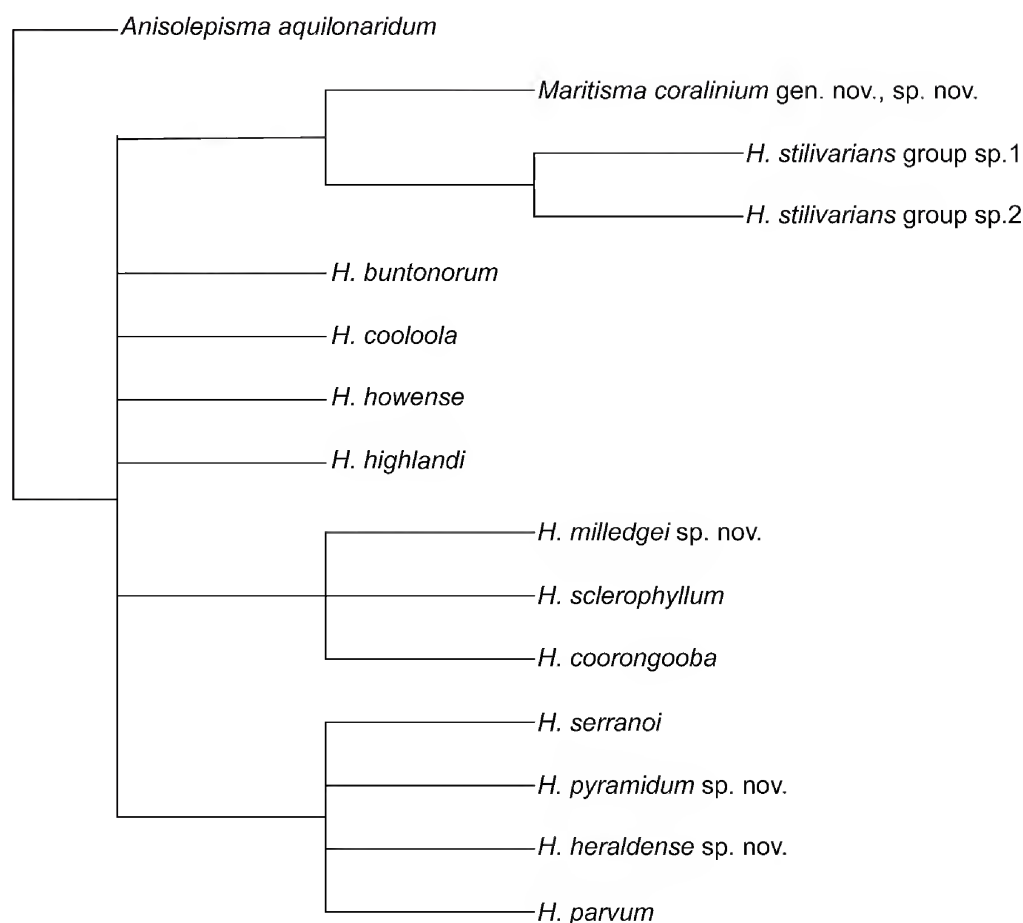 Anisolepisma aquilonaridum
Maritisma coralinium gen. nov., sp. nov.
H. stilivarians group sp.1
H. stilivarians group sp.2
H. buntonorum
H. cooloola
H. howense
H. highlandi
H. milledgei sp. nov.
H. sclerophyllum
H. coorongooba
H. serranoi
H. pyramidum sp. nov.
H. heraldense sp. nov.
H. parvum